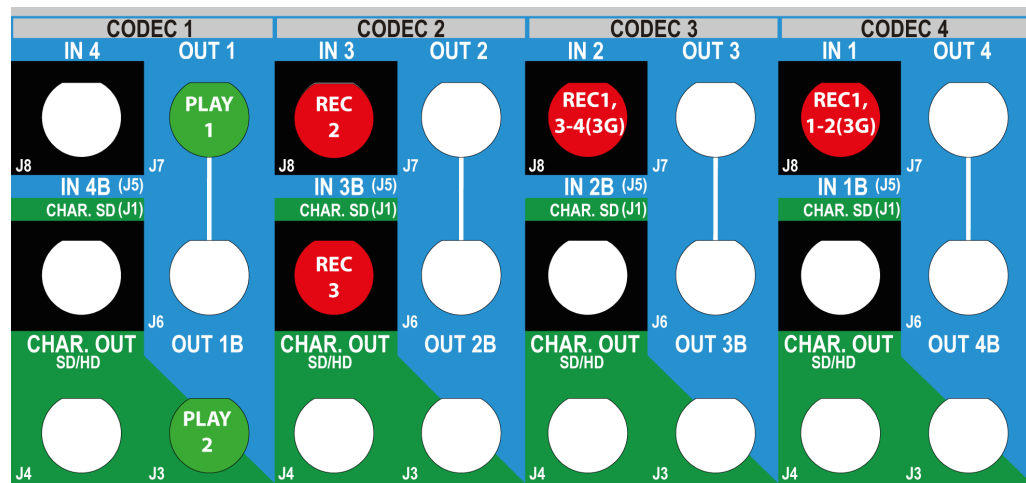 CODEC 1 CODEC 2 CODEC 3 CODEC 4
IN 4 OUT 1 IN 3 OUT 2 IN 2 OUT 3 IN 1 OUT 4
PLAY 1
REC 2
REC1, 3-4(3G)
REC1, 1-2(3G)
J8 J7 J8 J7 J8 J7 J8 J7
IN 4B (J5) IN 3B (J5) IN 2B (J5) IN 1B (J5)
CHAR. SD (J1) CHAR. SD (J1) CHAR. SD (J1) CHAR. SD (J1)
REC 3
J6 J6 J6 J6
CHAR. OUT OUT 1B CHAR. OUT OUT 2B CHAR. OUT OUT 3B CHAR. OUT OUT 4B
SD/HD SD/HD SD/HD SD/HD
PLAY 2
J4 J3 J4 J3 J4 J3 J4 J3